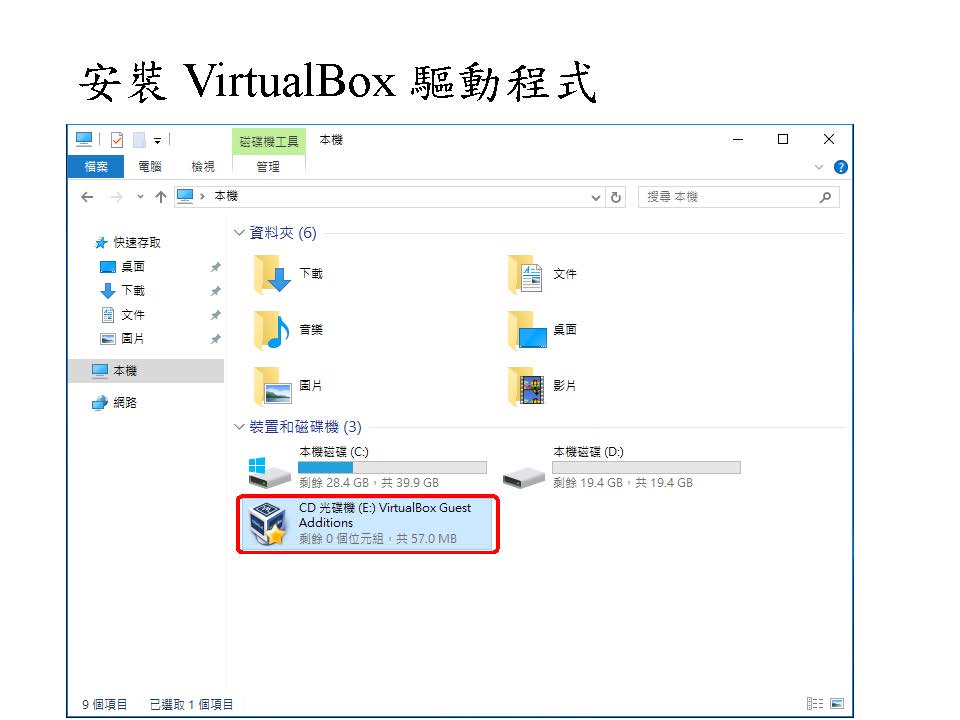 安裝 VirtualBox 驅動程式
磁碟機工具 本機
檔案 電腦 檢視 管理
本機 搜尋 本機
快速存取
桌面
下載
文件
圖片
本機
網路
資料夾 (6)
下載 文件
音樂 桌面
圖片 影片
裝置和磁碟機 (3)
本機磁碟 (C:)
剩餘 28.4 GB，共 39.9 GB
本機磁碟 (D:)
剩餘 19.4 GB，共 19.4 GB
CD 光碟機 (E:) VirtualBox Guest
Additions
剩餘 0 個位元組，共 57.0 MB
9 個項目 已選取 1 個項目